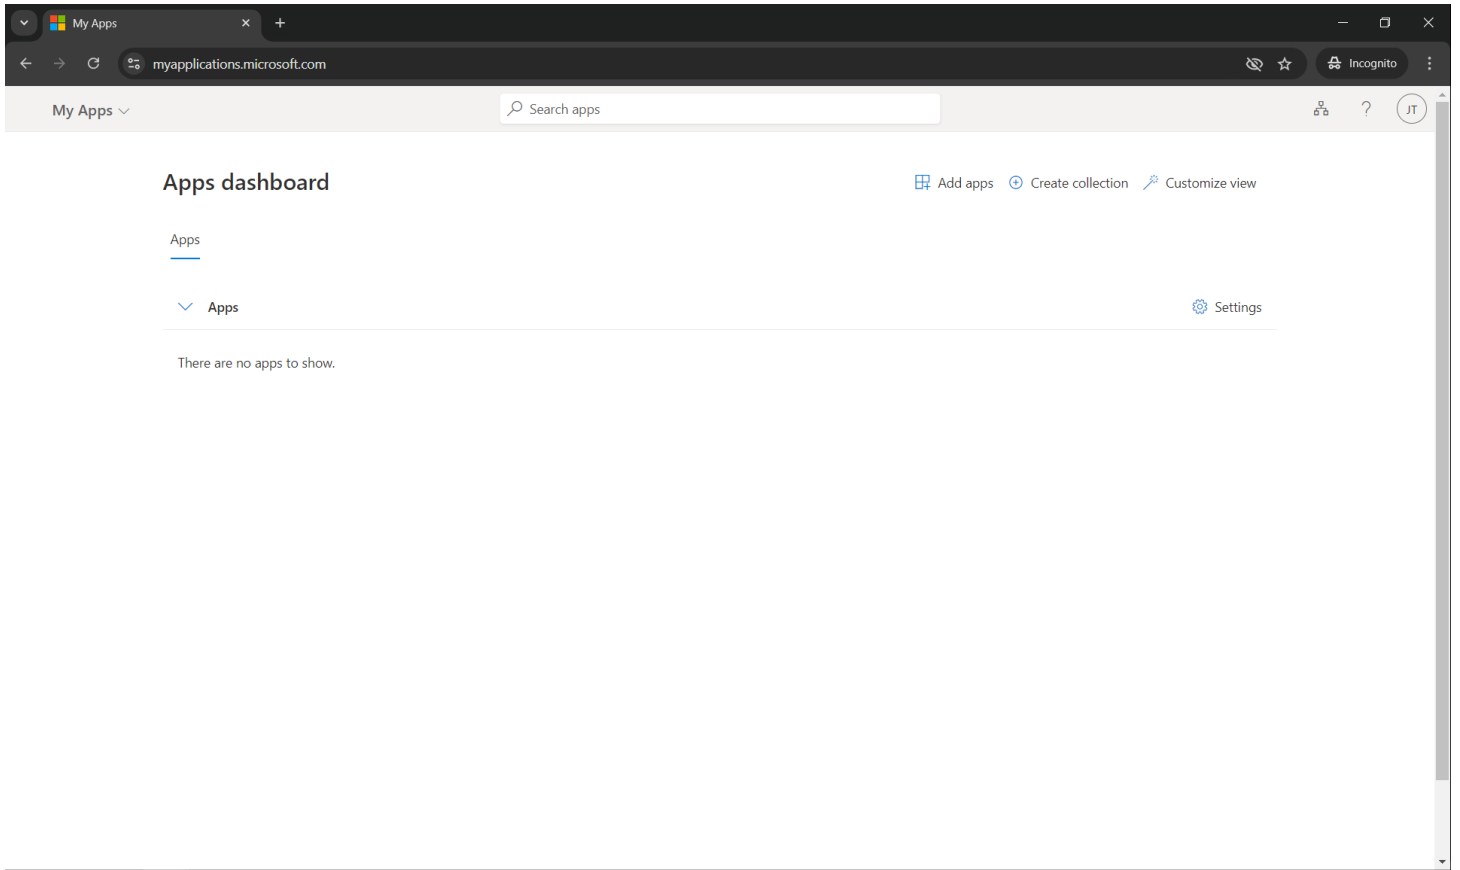 My Apps
myapplications.microsoft.com
Incognito
My Apps
Search apps
? JT
Apps dashboard
Add apps Create collection Customize view
Apps
Apps
Settings
There are no apps to show.